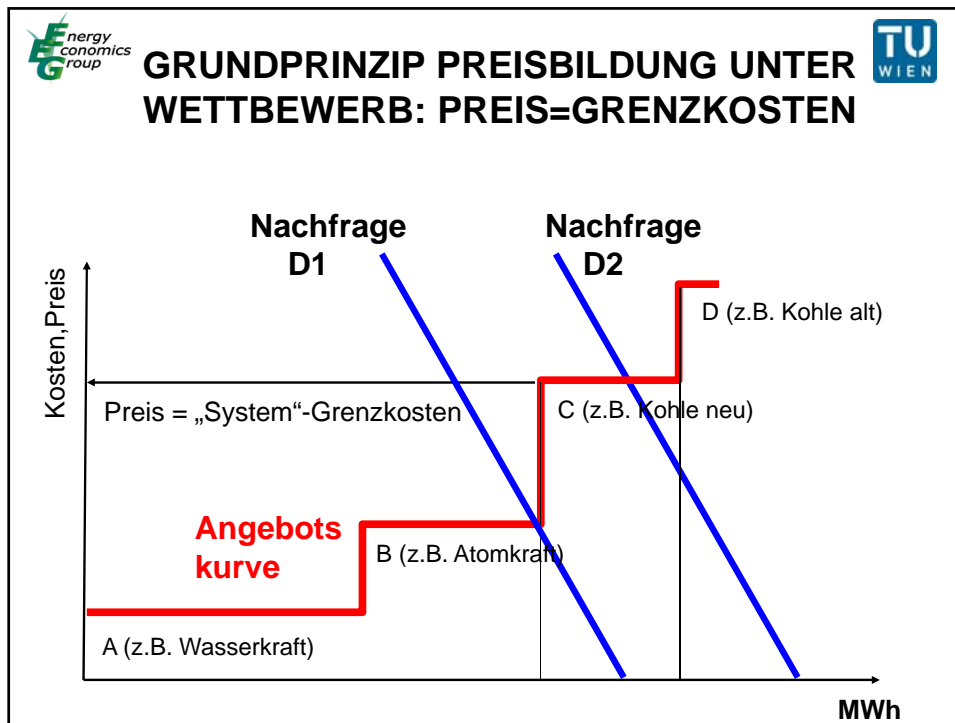 Energy
Economics
Group
TU
WIEN
GRUNDPRINZIP PREISBILDUNG UNTER
WETTBEWERB: PREIS=GRENZKOSTEN
Nachfrage
D1
Nachfrage
D2
Kosten,Preis
D (z.B. Kohle alt)
Preis = „System“-Grenzkosten
C (z.B. Kohle neu)
Angebots
kurve
B (z.B. Atomkraft)
A (z.B. Wasserkraft)
MWh